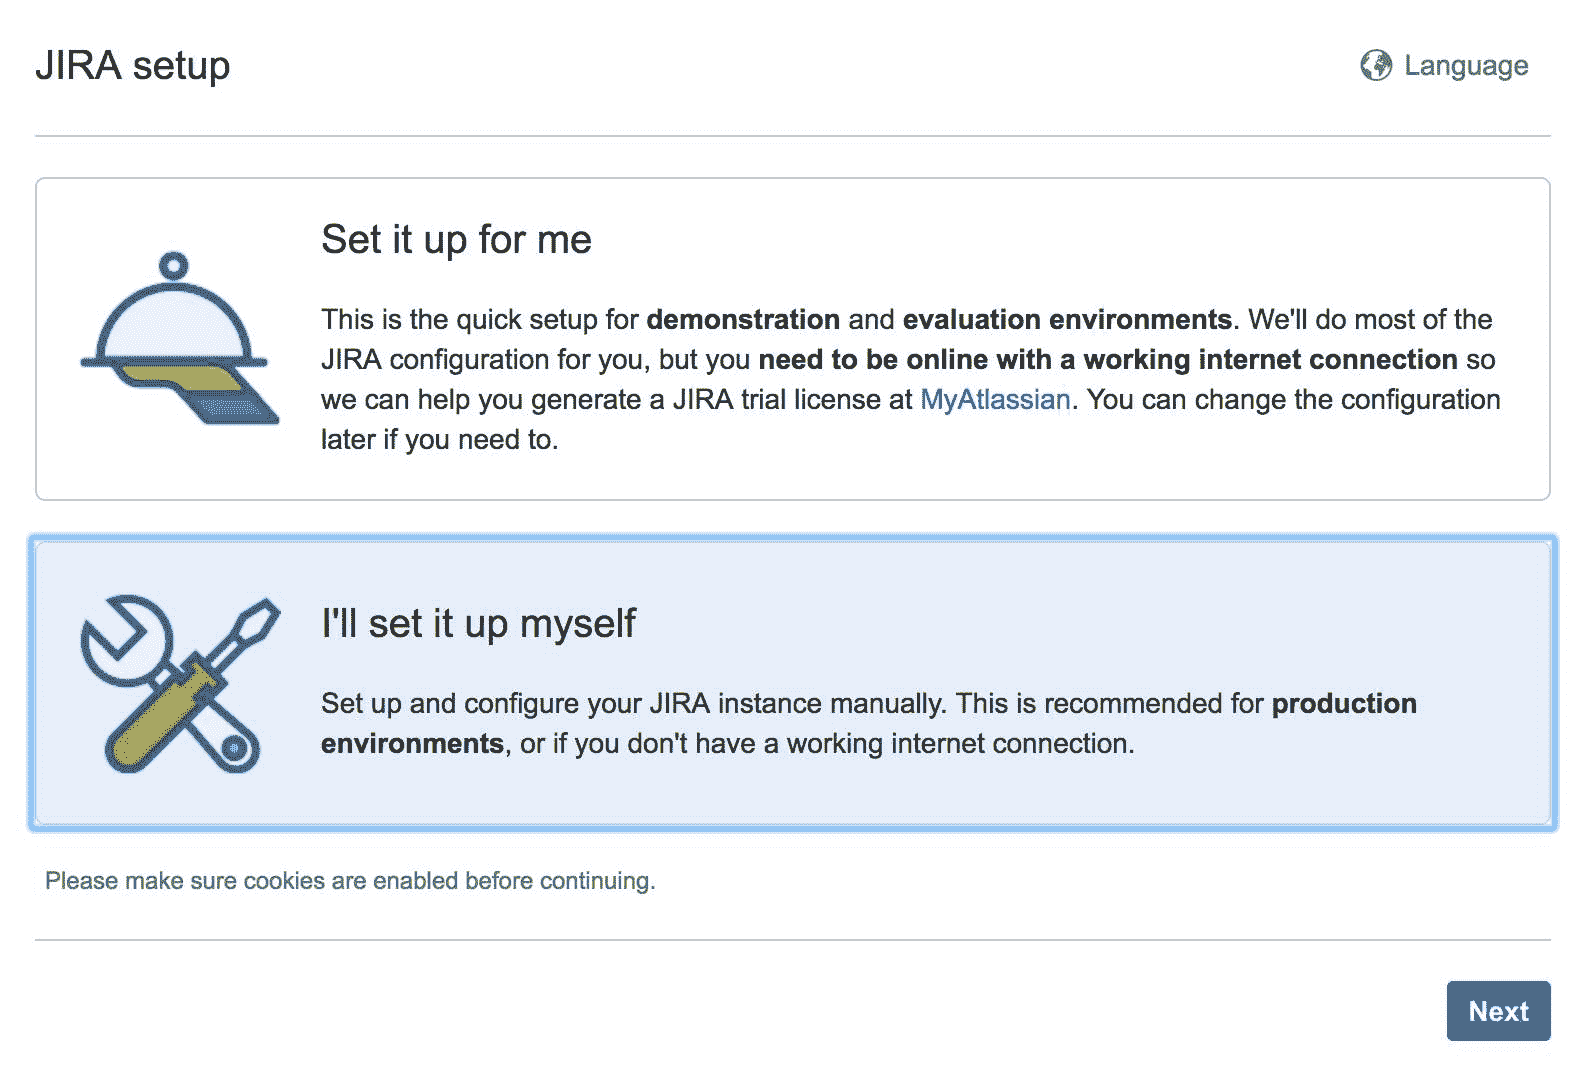 JIRA setup
Language
Set it up for me
This is the quick setup for demonstration and evaluation environments. We'll do most of the
JIRA configuration for you, but you need to be online with a working internet connection so
we can help you generate a JIRA trial license at MyAtlassian. You can change the configuration
later if you need to.
I'll set it up myself
Set up and configure your JIRA instance manually. This is recommended for production
environments, or if you don't have a working internet connection.
Please make sure cookies are enabled before continuing.
Next